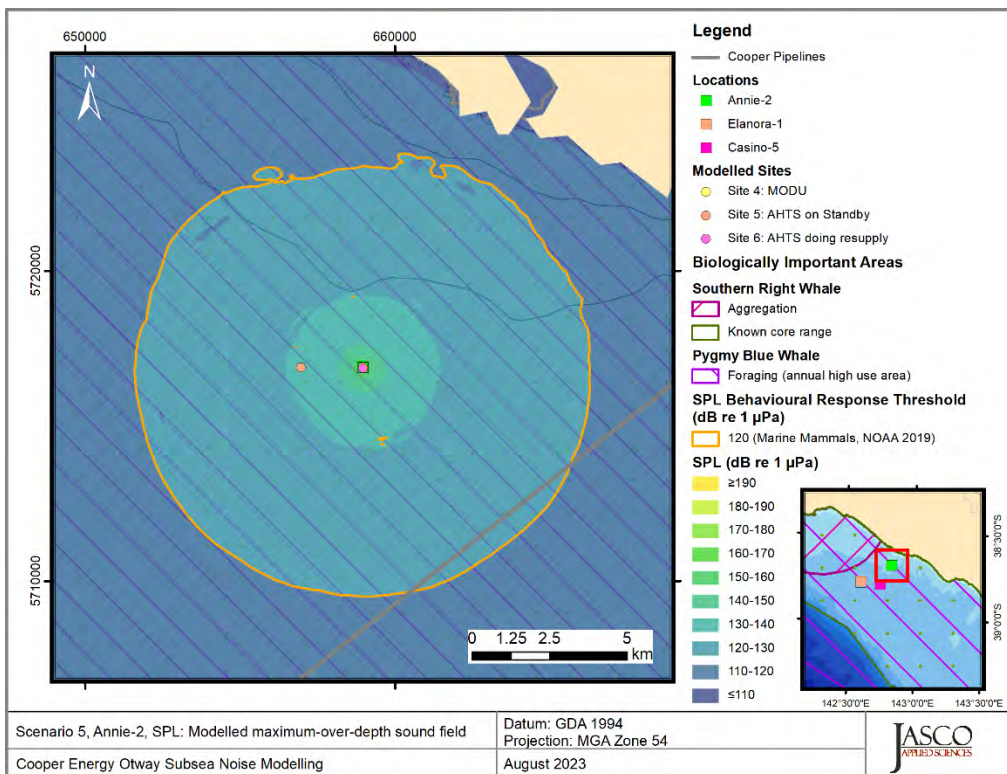 650000
660000
N
5720000
5710000
0 1.25 2.5 5
km
Legend
Cooper Pipelines
Locations
Annie-2
Elanora-1
Casino-5
Modelled Sites
Site 4: MODU
Site 5: AHTS on Standby
Site 6: AHTS doing resupply
Biologically Important Areas
Southern Right Whale
Aggregation
Known core range
Pygmy Blue Whale
Foraging (annual high use area)
SPL Behavioural Response Threshold
(dB re 1 µPa)
120 (Marine Mammals, NOAA 2019)
SPL (dB re 1 µPa)
≥190
180-190
170-180
160-170
150-160
140-150
130-140
120-130
110-120
≤110
38°30'0"S
39°0'0"S
142°30'0"E
143°0'0"E
143°30'0"E
Scenario 5, Annie-2, SPL: Modelled maximum-over-depth sound field
Datum: GDA 1994
Projection: MGA Zone 54
Cooper Energy Otway Subsea Noise Modelling
August 2023
JASCO
APPLIED SCIENCES